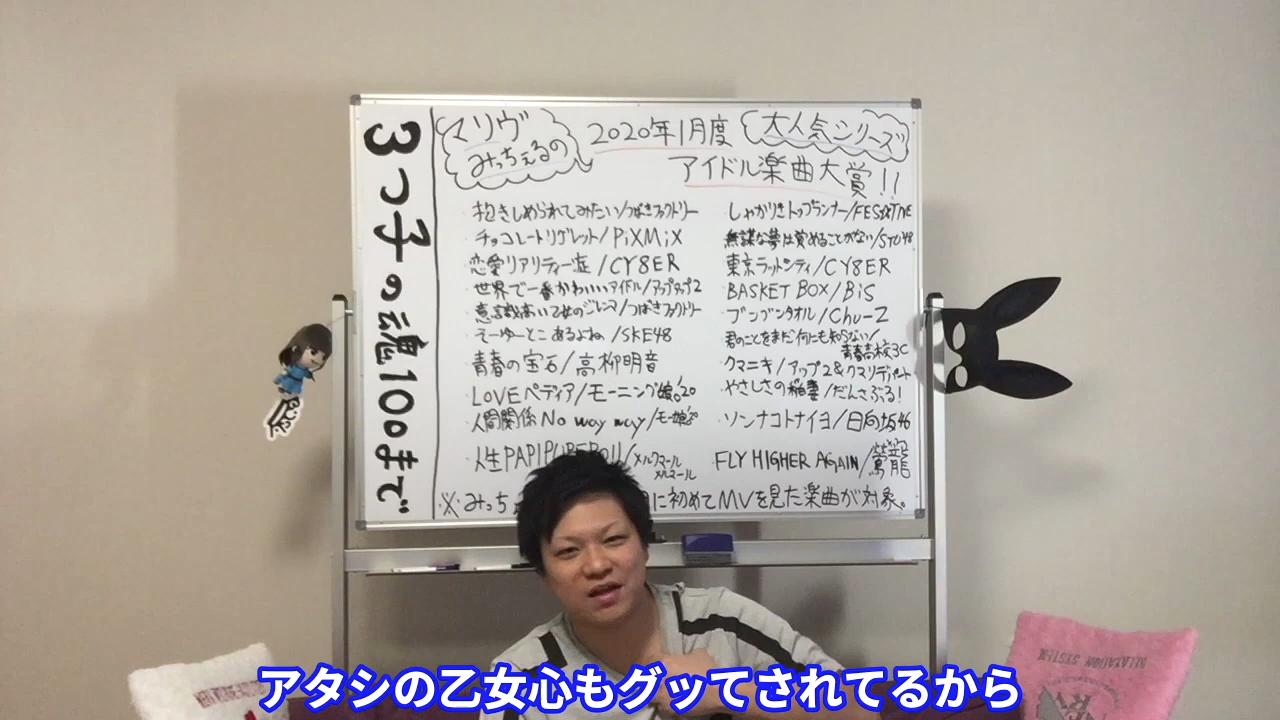 3つ子の魂100まで
マリヴ
みっちぇるの
2020年1月度
大人気シリーズ
アイドル楽曲大賞!!
・抱きしめられてみたい/つばきファクトリー
・チョコレートリグレット/PiXMiX
・恋愛リアリティー症/CY8ER
・世界で一番かわいいアイドル/アップアップ2
・意識高い乙女のジレンマ/つばきファクトリー
・そーゆーとこあるよね/SKE48
・青春の宝石/高柳明音
・LOVEペディア/モーニング娘。'20
・人間関係No way way/モー娘'20
・人生PAPIPUPEPO!!/メルクマール
メルマール
・しゃかりきトップランナー/FES☆TIVE
・無謀な夢は覚めることがない/STU48
・東京ラットシティ/CY8ER
・BASKET BOX/BiS
・ブンブンタオル/Chu-Z
・君のことをまだ何にも知らない/
青春高校3C
・クマニキ/アップ2&クマリデパート
・やさしさの稲妻/だんさぶる!
・ソンナコトナイヨ/日向坂46
・FLY HIGHER AGAIN/鶯籠
※みっち
に初めてMVを見た楽曲が対象。
RELAXATION SYSTEM
アタシの乙女心もグッてされてるから